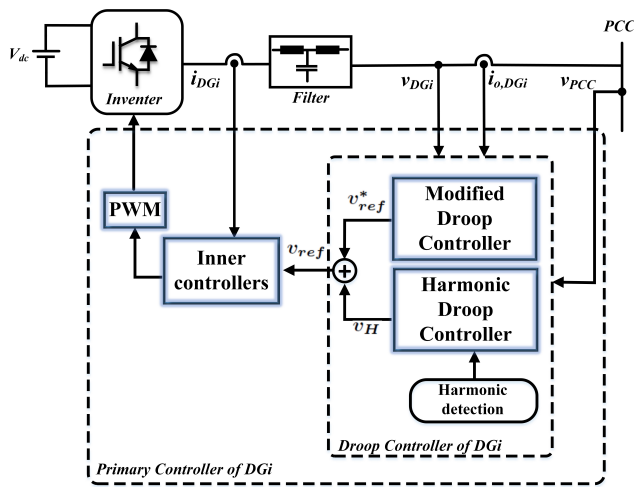 PCC
V_dc
Inventer
i_DGi
Filter
v_DGi
i_o,DGi
v_PCC
PWM
Inner
controllers
v_ref
v*_ref
+
v_H
Modified
Droop
Controller
Harmonic
Droop
Controller
Harmonic
detection
Droop Controller of DGi
Primary Controller of DGi